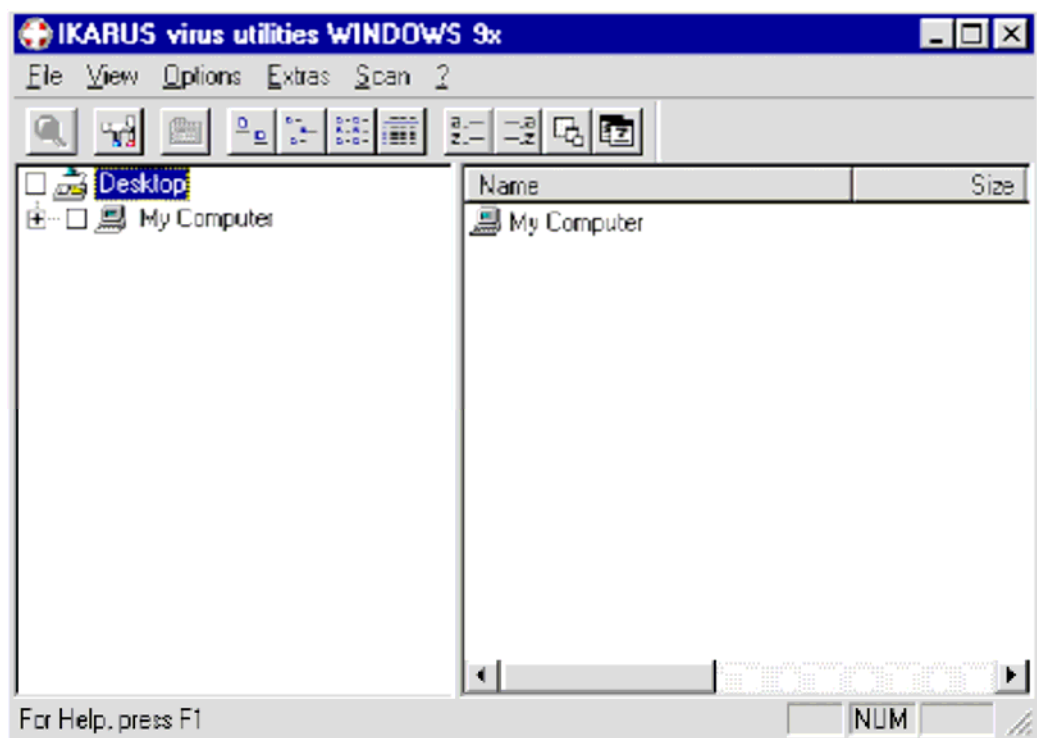 IKARUS virus utilities WINDOWS 9x
File View Options Extras Scan ?
Desktop
My Computer
Name Size
My Computer
For Help, press F1 NUM